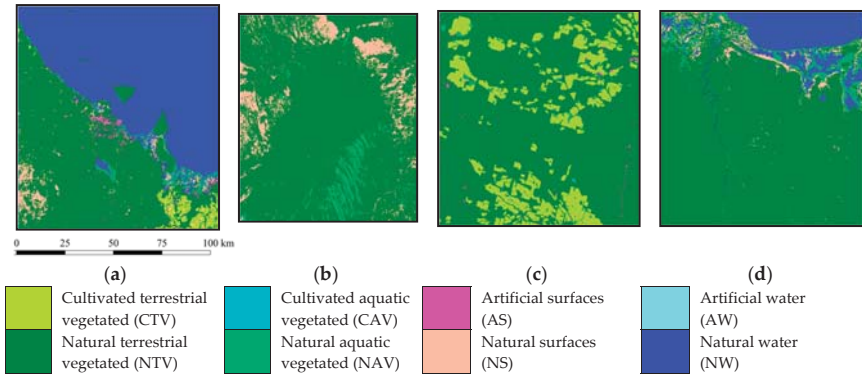 0 25 50 75 100 km
(a) (b) (c) (d)
Cultivated terrestrial
vegetated (CTV)
Cultivated aquatic
vegetated (CAV)
Artificial surfaces
(AS)
Artificial water
(AW)
Natural terrestrial
vegetated (NTV)
Natural aquatic
vegetated (NAV)
Natural surfaces
(NS)
Natural water
(NW)